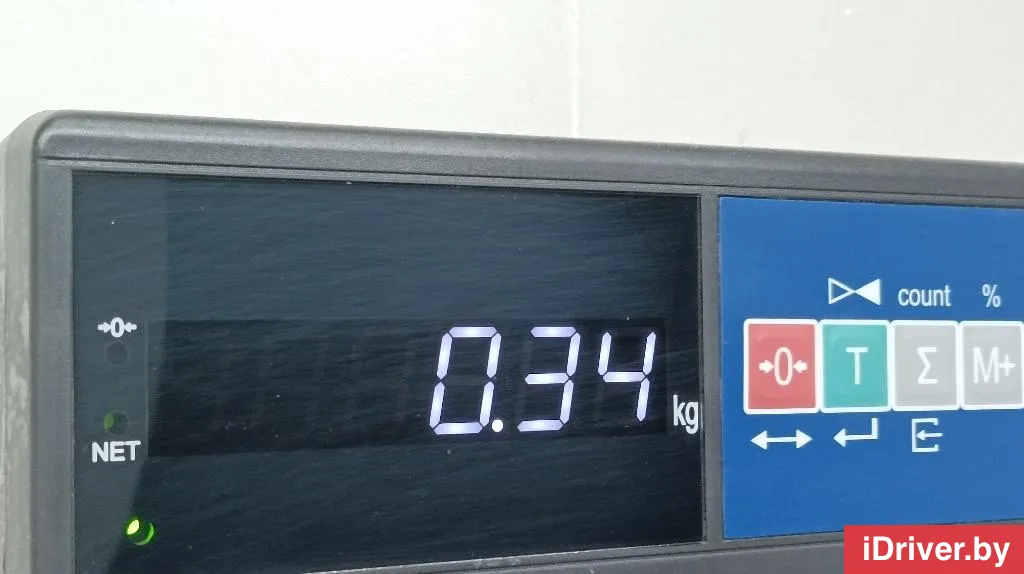 count %
→0← T Σ M+
→0←
0.34 kg
NET
iDriver.by